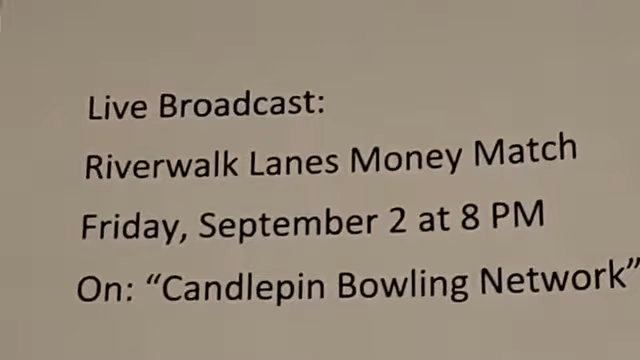 Live Broadcast:
Riverwalk Lanes Money Match
Friday, September 2 at 8 PM
On: “Candlepin Bowling Network”